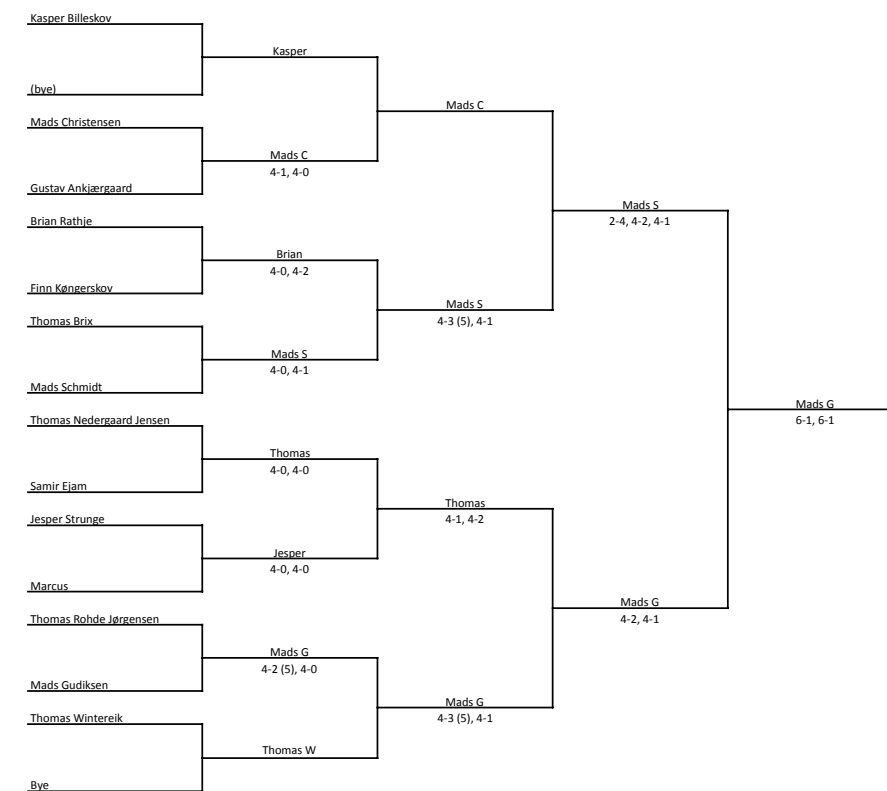 Kasper Billeskov
Kasper
(bye)
Mads C
Mads Christensen
Mads C
4-1, 4-0
Gustav Ankjærgaard
Mads S
2-4, 4-2, 4-1
Brian Rathje
Brian
4-0, 4-2
Finn Køngerskov
Mads S
4-3 (5), 4-1
Thomas Brix
Mads S
4-0, 4-1
Mads Schmidt
Mads G
6-1, 6-1
Thomas Nedergaard Jensen
Thomas
4-0, 4-0
Samir Ejam
Thomas
4-1, 4-2
Jesper Strunge
Jesper
4-0, 4-0
Marcus
Mads G
4-2, 4-1
Thomas Rohde Jørgensen
Mads G
4-2 (5), 4-0
Mads Gudiksen
Mads G
4-3 (5), 4-1
Thomas Wintereik
Thomas W
Bye